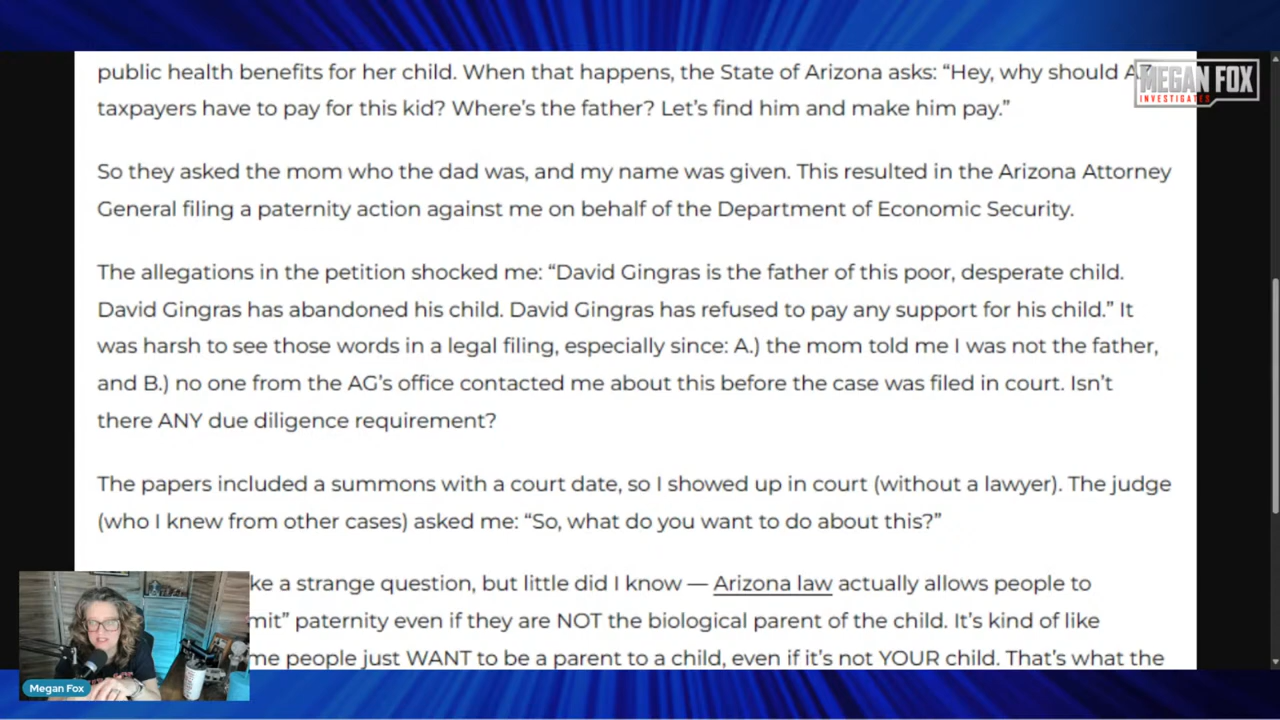 public health benefits for her child. When that happens, the State of Arizona asks: “Hey, why should
MEGAN FOX
INVESTIGATES
taxpayers have to pay for this kid? Where’s the father? Let’s find him and make him pay.”
So they asked the mom who the dad was, and my name was given. This resulted in the Arizona Attorney
General filing a paternity action against me on behalf of the Department of Economic Security.
The allegations in the petition shocked me: “David Gingras is the father of this poor, desperate child.
David Gingras has abandoned his child. David Gingras has refused to pay any support for his child.” It
was harsh to see those words in a legal filing, especially since: A.) the mom told me I was not the father,
and B.) no one from the AG’s office contacted me about this before the case was filed in court. Isn’t
there ANY due diligence requirement?
The papers included a summons with a court date, so I showed up in court (without a lawyer). The judge
(who I knew from other cases) asked me: “So, what do you want to do about this?”
ke a strange question, but little did I know — Arizona law actually allows people to
mit” paternity even if they are NOT the biological parent of the child. It’s kind of like
me people just WANT to be a parent to a child, even if it’s not YOUR child. That’s what the
Megan Fox